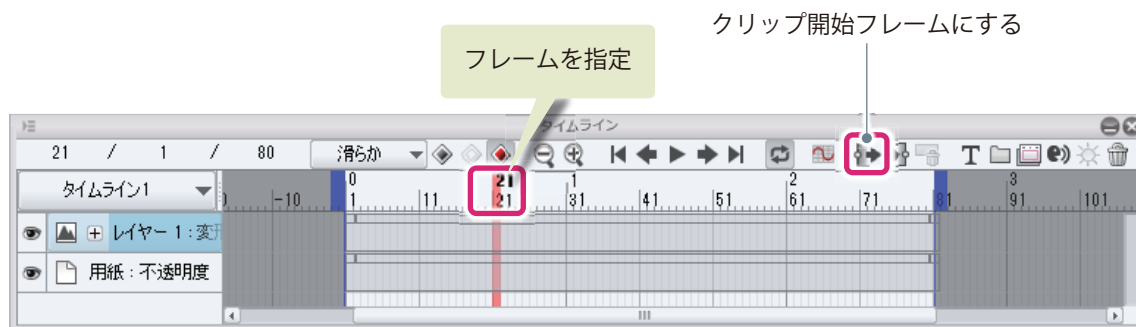 クリップ開始フレームにする
フレームを指定
タイムライン
21 / 1 / 80 滑らか
タイムライン1 -10 0 21 1 2 3
1 11 21 31 41 51 61 71 81 91 101
レイヤー 1 : 変形
用紙 : 不透明度